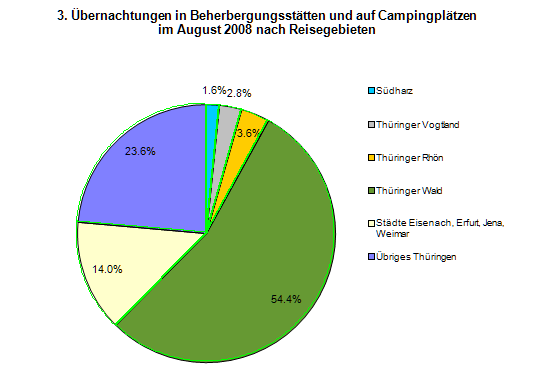 3. Übernachtungen in Beherbergungsstätten und auf Campingplätzen
im August 2008 nach Reisegebieten
1.6%
2.8%
3.6%
54.4%
14.0%
23.6%
Südharz
Thüringer Vogtland
Thüringer Rhön
Thüringer Wald
Städte Eisenach, Erfut, Jena,
Weimar
Übriges Thüringen